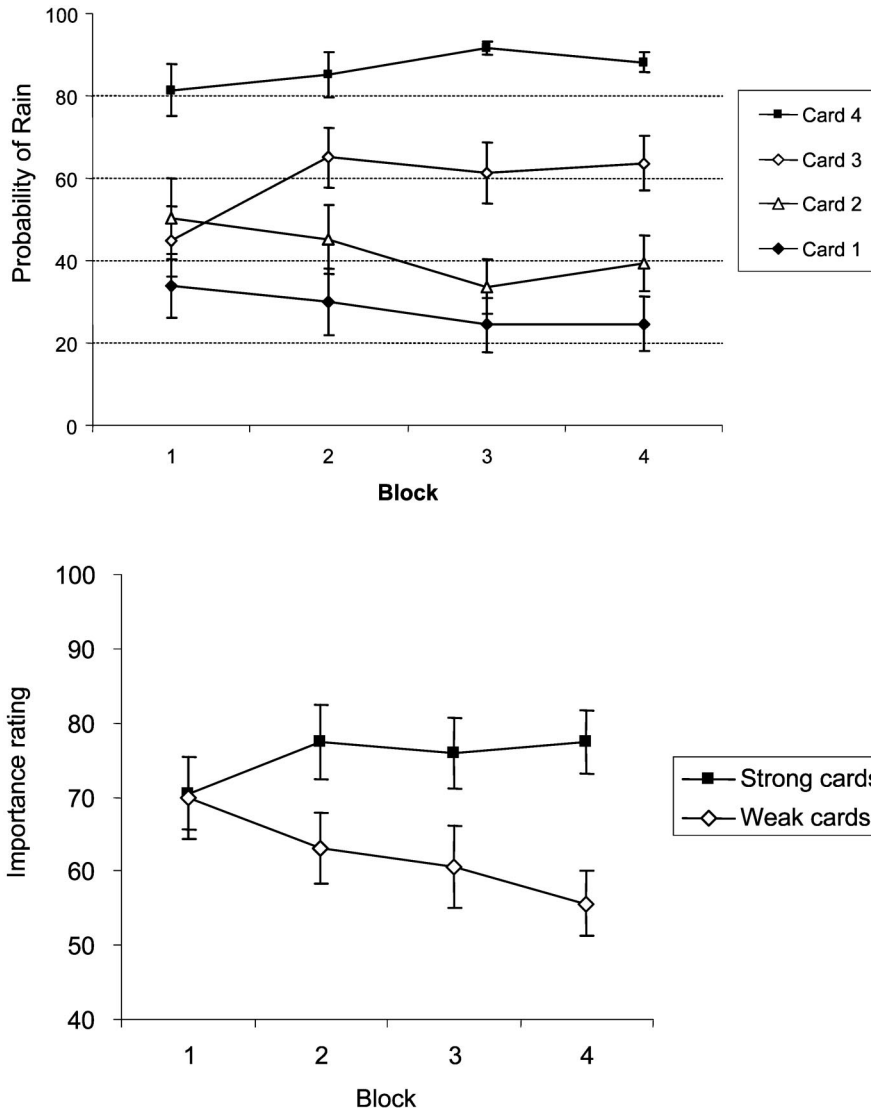 100
80
60
40
20
0
Probability of Rain
1 2 3 4
Block
Card 4
Card 3
Card 2
Card 1
100
90
80
70
60
50
40
Importance rating
1 2 3 4
Block
Strong cards
Weak cards